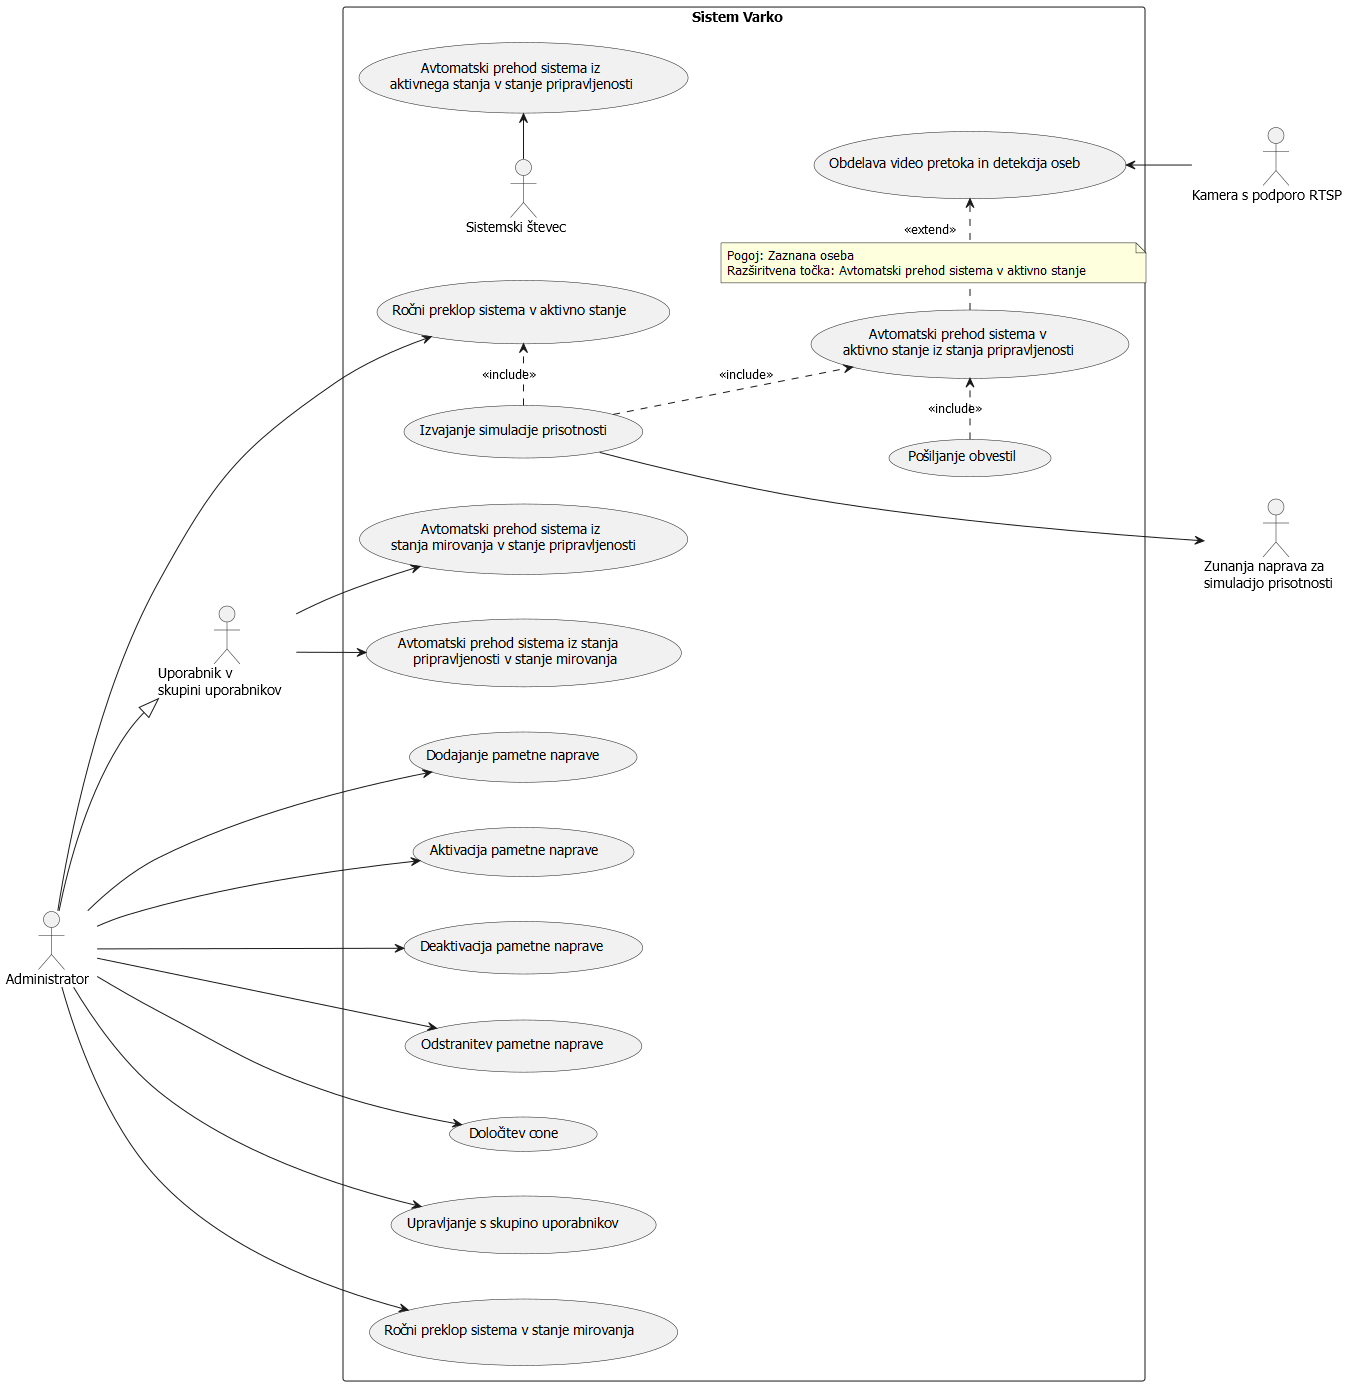 Sistem Varko
Avtomatski prehod sistema iz
aktivnega stanja v stanje pripravljenosti
Sistemski števec
Obdelava video pretoka in detekcija oseb
Kamera s podporo RTSP
«extend»
Pogoj: Zaznana oseba
Razširitvena točka: Avtomatski prehod sistema v aktivno stanje
Ročni preklop sistema v aktivno stanje
Avtomatski prehod sistema v
aktivno stanje iz stanja pripravljenosti
«include»
«include»
«include»
Izvajanje simulacije prisotnosti
Pošiljanje obvestil
Avtomatski prehod sistema iz
stanja mirovanja v stanje pripravljenosti
Zunanja naprava za
simulacijo prisotnosti
Avtomatski prehod sistema iz stanja
pripravljenosti v stanje mirovanja
Uporabnik v
skupini uporabnikov
Dodajanje pametne naprave
Aktivacija pametne naprave
Deaktivacija pametne naprave
Administrator
Odstranitev pametne naprave
Določitev cone
Upravljanje s skupino uporabnikov
Ročni preklop sistema v stanje mirovanja